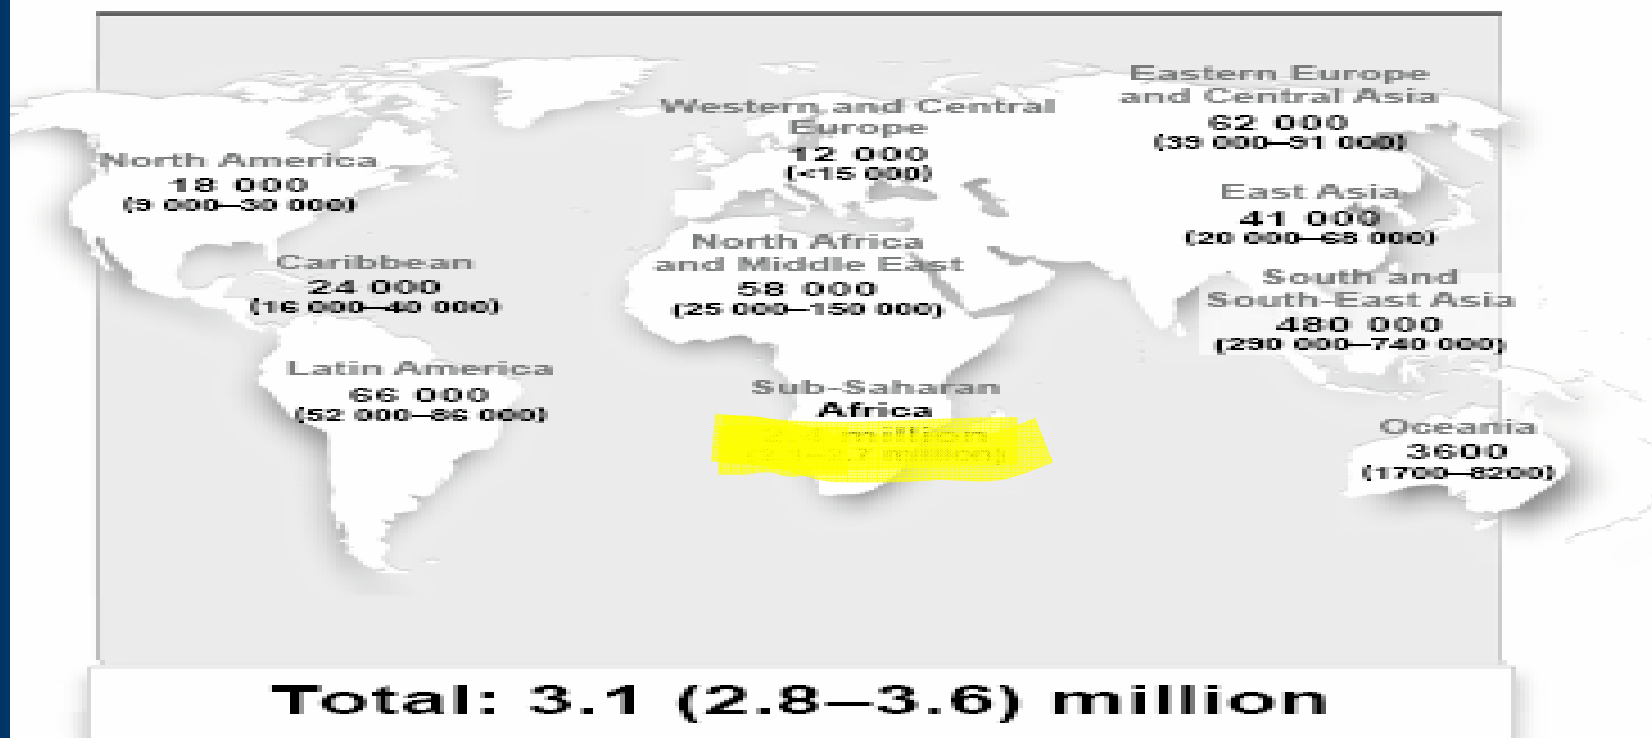 Eastern Europe
and Central Asia
62 000
(39 000–91 000)
Western and Central
Europe
12 000
(<15 000)
North America
18 000
(9 000–30 000)
East Asia
41 000
(20 000–68 000)
North Africa
and Middle East
58 000
(25 000–150 000)
Caribbean
24 000
(16 000–40 000)
South and
South-East Asia
480 000
(290 000–740 000)
Latin America
66 000
(52 000–86 000)
Sub-Saharan
Africa
million
million)
Oceania
3600
(1700–8200)
Total: 3.1 (2.8–3.6) million